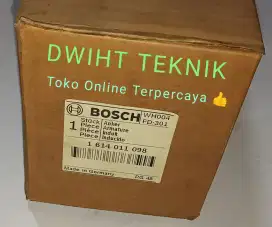 DWIHT TEKNIK
Toko Online Terpercaya 👍
BOSCH
WH004
FD-301
1
Stück Anker
Piece Armature
Pièce Induit
Pieza Inducido
1 614 011 098
Made in Germany